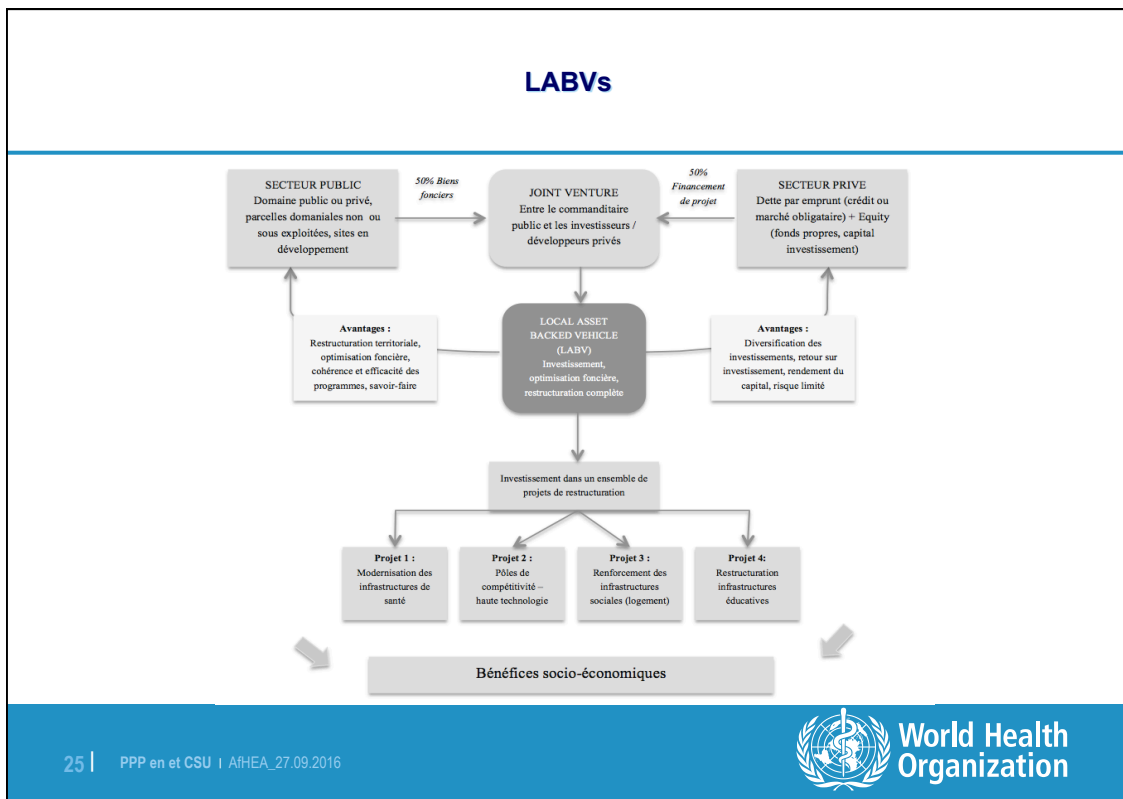 LABVs
SECTEUR PUBLIC
Domaine public ou privé,
parcelles domaniales non ou
sous exploitées, sites en
développement
50% Biens
fonciers
JOINT VENTURE
Entre le commanditaire
public et les investisseurs /
développeurs privés
50%
Financement
de projet
SECTEUR PRIVE
Dette par emprunt (crédit ou
marché obligataire) + Equity
(fonds propres, capital
investissement)
Avantages :
Restructuration territoriale,
optimisation foncière,
cohérence et efficacité des
programmes, savoir-faire
LOCAL ASSET
BACKED VEHICLE
(LABV)
Investissement,
optimisation foncière,
restructuration complète
Avantages :
Diversification des
investissements, retour sur
investissement, rendement du
capital, risque limité
Investissement dans un ensemble de
projets de restructuration
Projet 1 :
Modernisation des
infrastructures de
santé
Projet 2 :
Pôles de
compétitivité –
haute technologie
Projet 3 :
Renforcement des
infrastructures
sociales (logement)
Projet 4:
Restructuration
infrastructures
éducatives
Bénéfices socio-économiques
25 | PPP en et CSU | AfHEA_27.09.2016
World Health
Organization